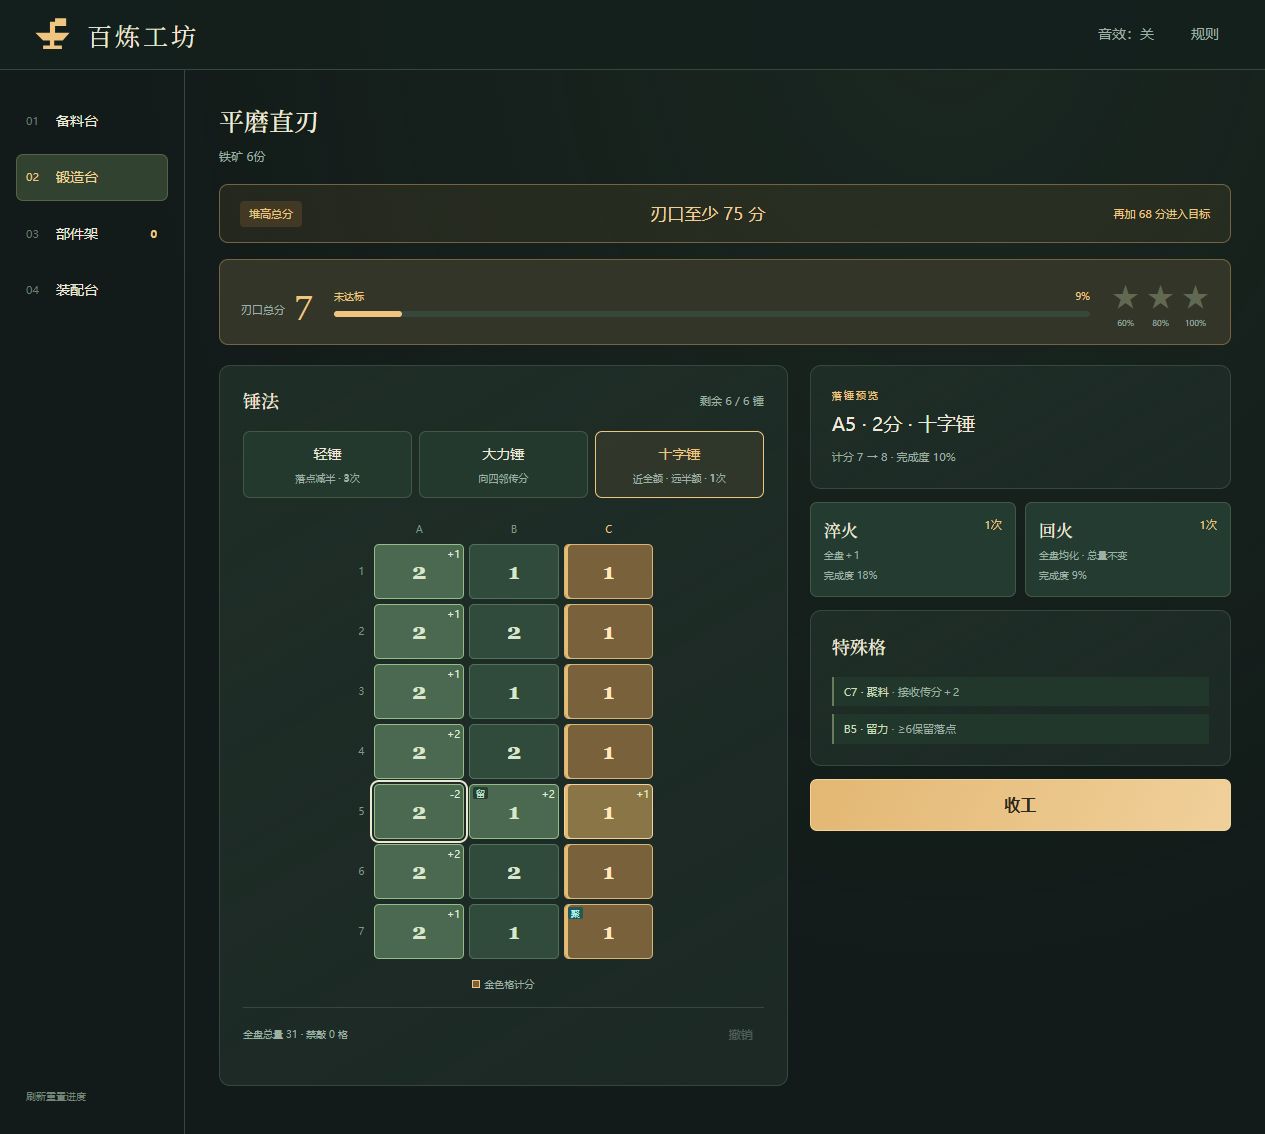 百炼工坊
音效：关
规则
01 备料台
02 锻造台
03 部件架 0
04 装配台
刷新重置进度
平磨直刃
铁矿 6份
堆高总分
刃口至少 75 分
再加 68 分进入目标
刃口总分 7
未达标
9%
★ ★ ★
60% 80% 100%
锤法
剩余 6 / 6 锤
轻锤
落点减半 · 3次
大力锤
向四邻传分
十字锤
近全额 · 远半额 · 1次
A B C
1 2 +1 1 1
2 2 +1 2 1
3 2 +1 1 1
4 2 +2 2 1
5 2 -2 留 1 +2 1 +1
6 2 +2 2 1
7 2 +1 1 聚 1
金色格计分
全盘总量 31 · 禁敲 0 格
撤销
落锤预览
A5 · 2分 · 十字锤
计分 7 → 8 · 完成度 10%
淬火 1次
全盘 + 1
完成度 18%
回火 1次
全盘均化 · 总量不变
完成度 9%
特殊格
C7 · 聚料 · 接收传分 + 2
B5 · 留力 · ≥6保留落点
收工